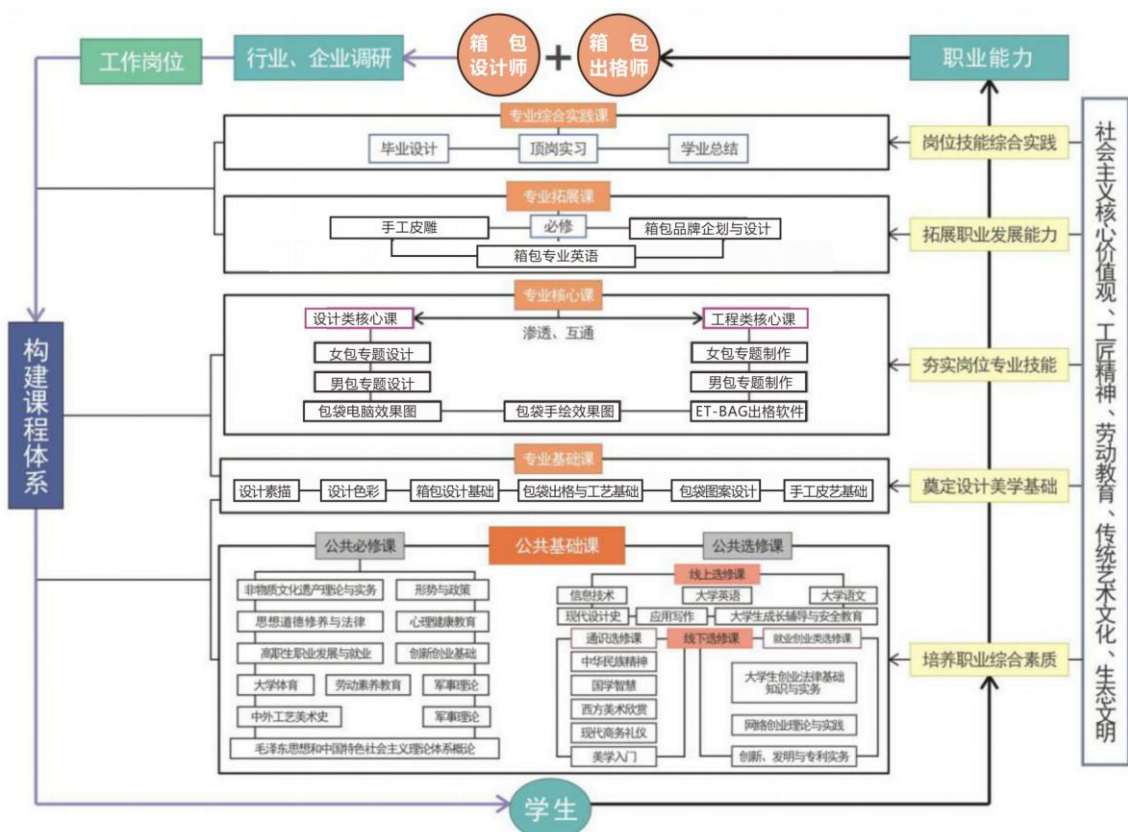 工作岗位
行业、企业调研
箱 包
设计师
+
箱 包
出格师
职业能力
专业综合实践课
毕业设计
顶岗实习
学业总结
岗位技能综合实践
专业拓展课
手工皮雕
必修
箱包品牌企划与设计
箱包专业英语
拓展职业发展能力
专业核心课
设计类核心课
渗透、互通
工程类核心课
女包专题设计
女包专题制作
男包专题设计
男包专题制作
包袋电脑效果图
包袋手绘效果图
ET-BAG出格软件
夯实岗位专业技能
构建课程体系
专业基础课
设计素描
设计色彩
箱包设计基础
包袋出格与工艺基础
包袋图案设计
手工皮艺基础
奠定设计美学基础
公共必修课
公共基础课
公共选修课
非物质文化遗产理论与实务
形势与政策
思想道德修养与法律
心理健康教育
高职生职业发展与就业
创新创业基础
大学体育
劳动素养教育
军事理论
中外工艺美术史
军事理论
毛泽东思想和中国特色社会主义理论体系概论
线上选修课
信息技术
大学英语
大学语文
现代设计史
应用写作
大学生成长辅导与安全教育
通识选修课
线下选修课
就业创业类选修课
中华民族精神
国学智慧
西方美术欣赏
现代商务礼仪
美学入门
大学生创业法律基础
知识与实务
网络创业理论与实践
创新、发明与专利实务
培养职业综合素质
社会主义核心价值观、工匠精神、劳动教育、传统艺术文化、生态文明
学生